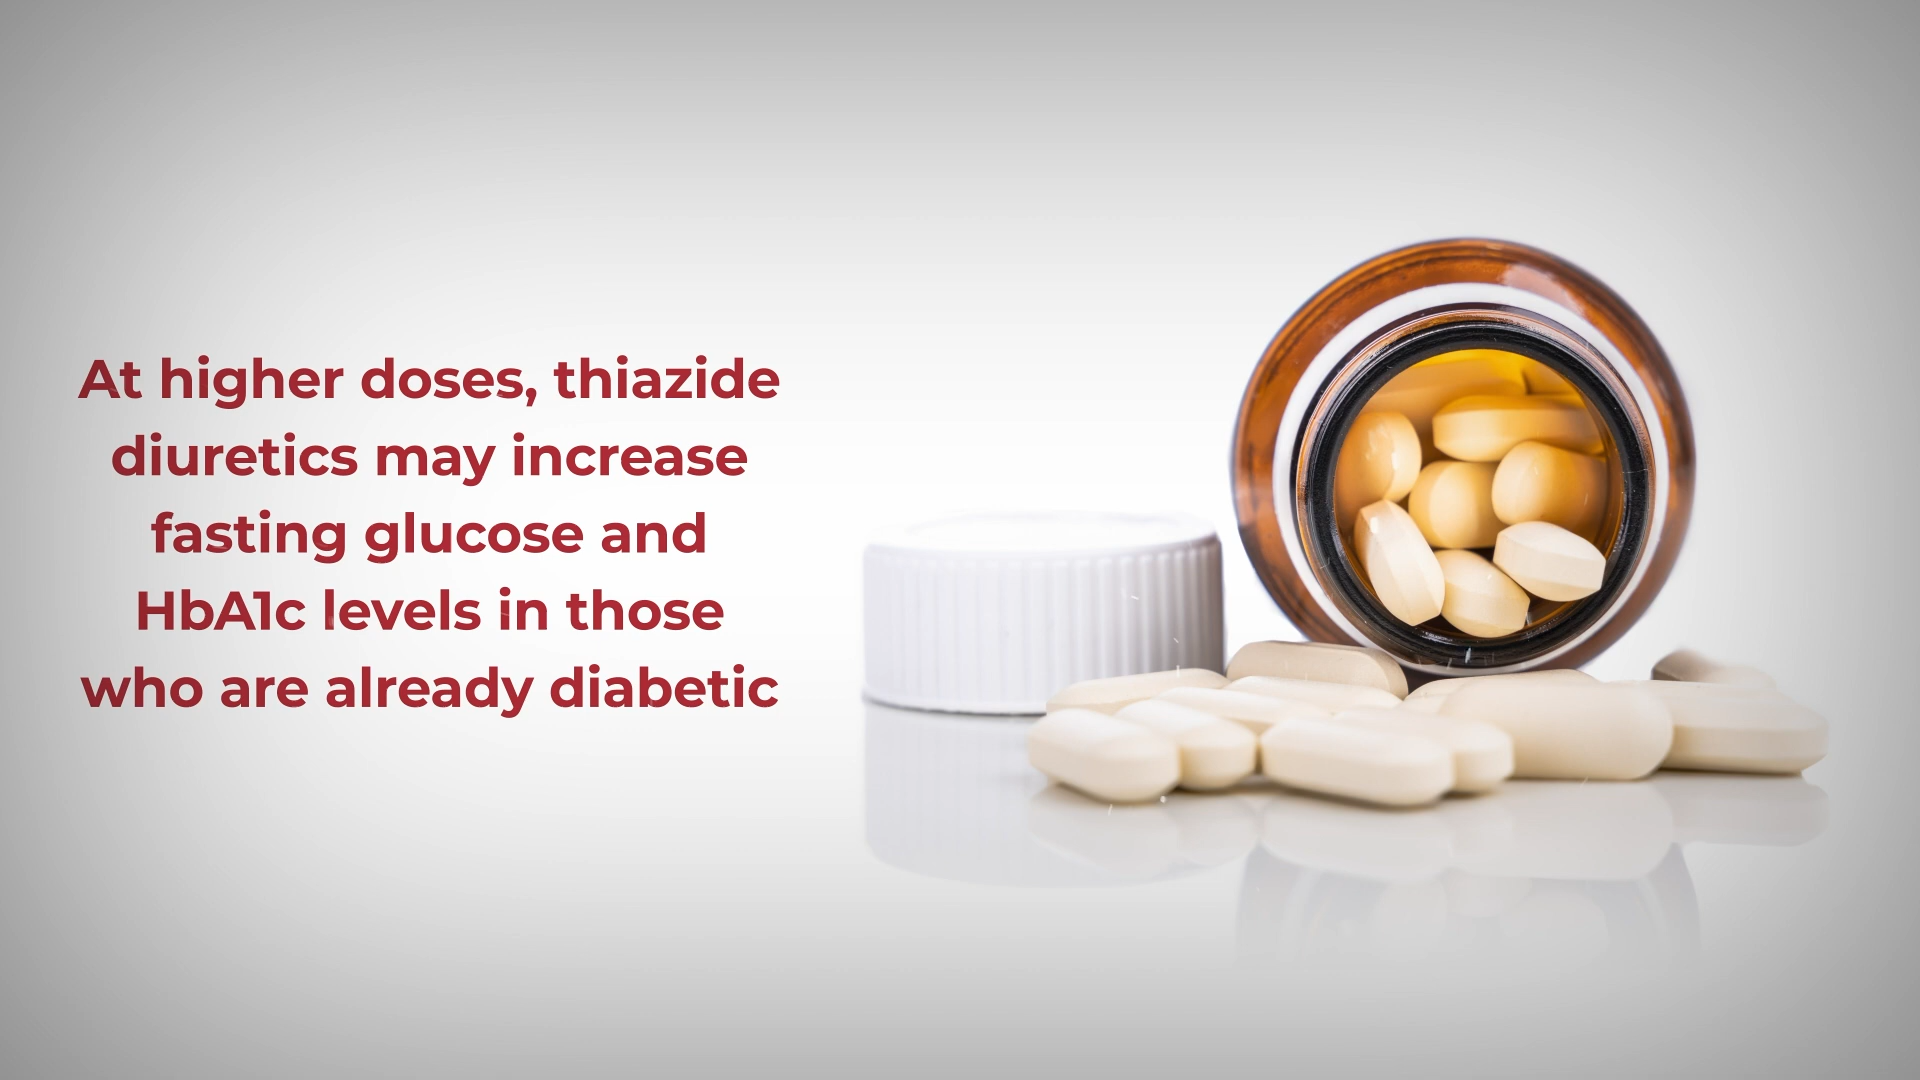 At higher doses, thiazide
diuretics may increase
fasting glucose and
HbA1c levels in those
who are already diabetic